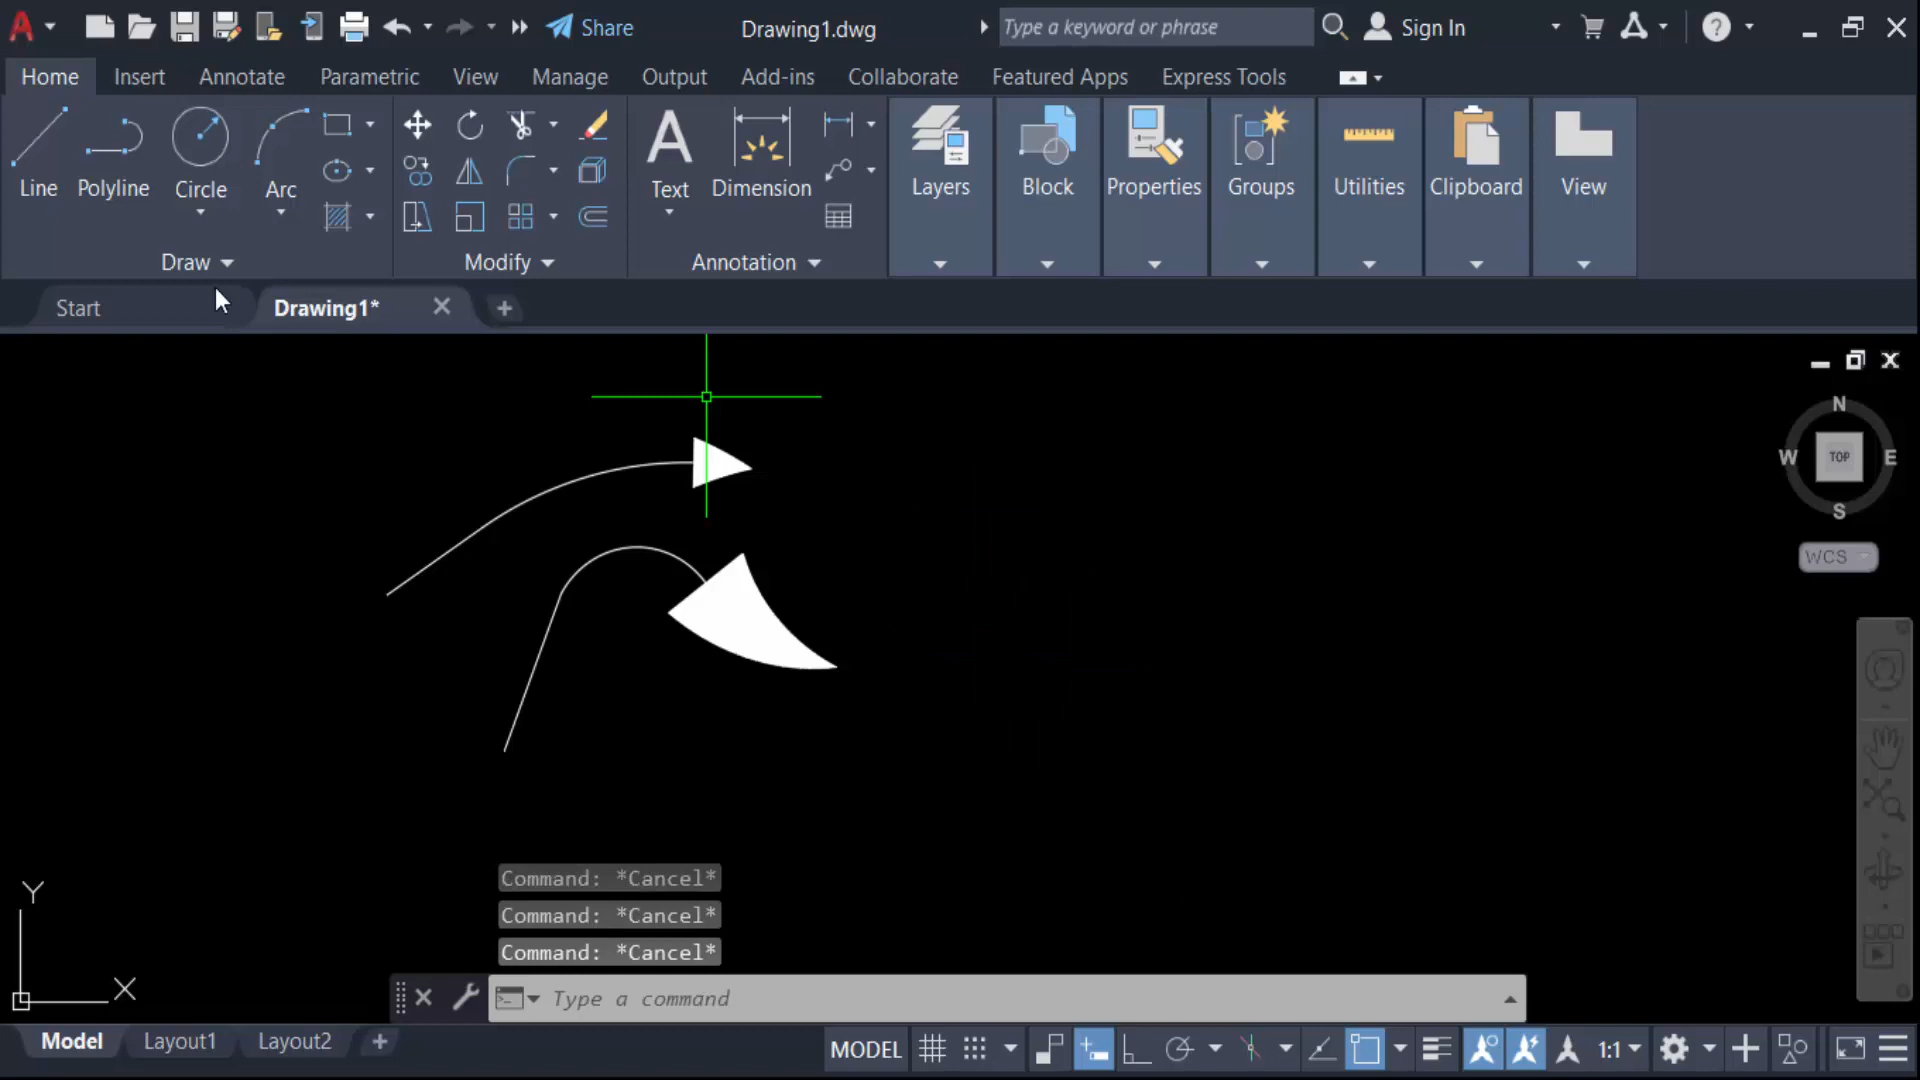 Share
Drawing1.dwg
Type a keyword or phrase
Sign In
Home
Insert
Annotate
Parametric
View
Manage
Output
Add-ins
Collaborate
Featured Apps
Express Tools
Line
Polyline
Circle
Arc
Text
Dimension
Layers
Block
Properties
Groups
Utilities
Clipboard
View
Draw
Modify
Annotation
Start
Drawing1*
N
W
TOP
E
S
WCS
Command: *Cancel*
Command: *Cancel*
Command: *Cancel*
Y
X
Type a command
Model
Layout1
Layout2
MODEL
1:1